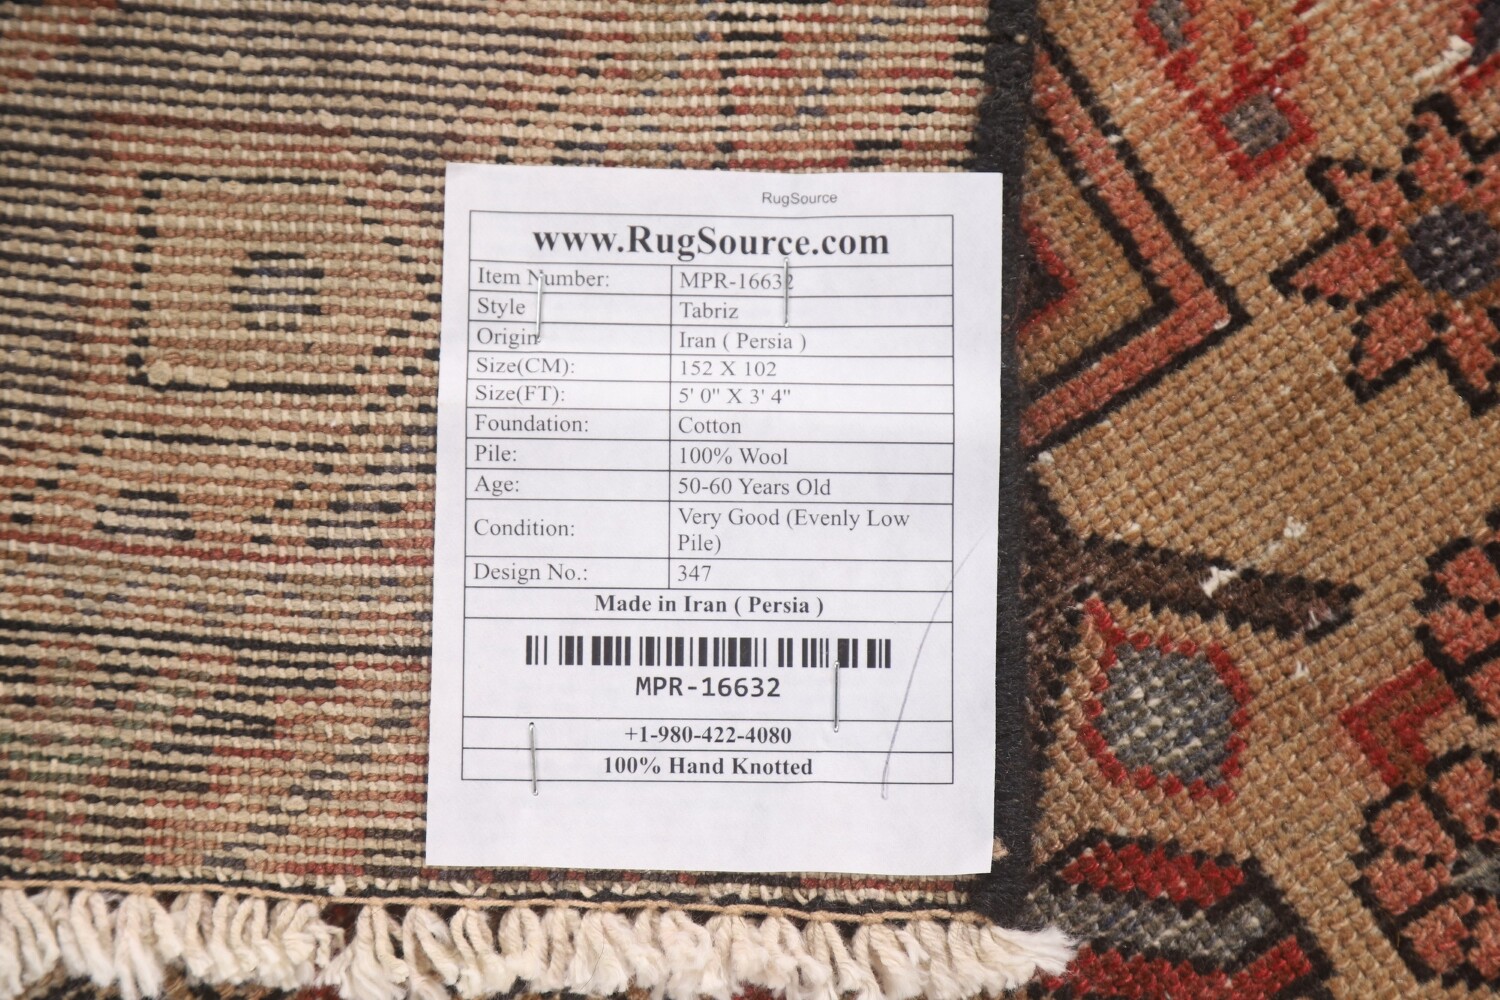 RugSource
www.RugSource.com
Item Number: MPR-16632
Style Tabriz
Origin Iran ( Persia )
Size(CM): 152 X 102
Size(FT): 5' 0" X 3' 4"
Foundation: Cotton
Pile: 100% Wool
Age: 50-60 Years Old
Condition: Very Good (Evenly Low
Pile)
Design No.: 347
Made in Iran ( Persia )
MPR-16632
+1-980-422-4080
100% Hand Knotted